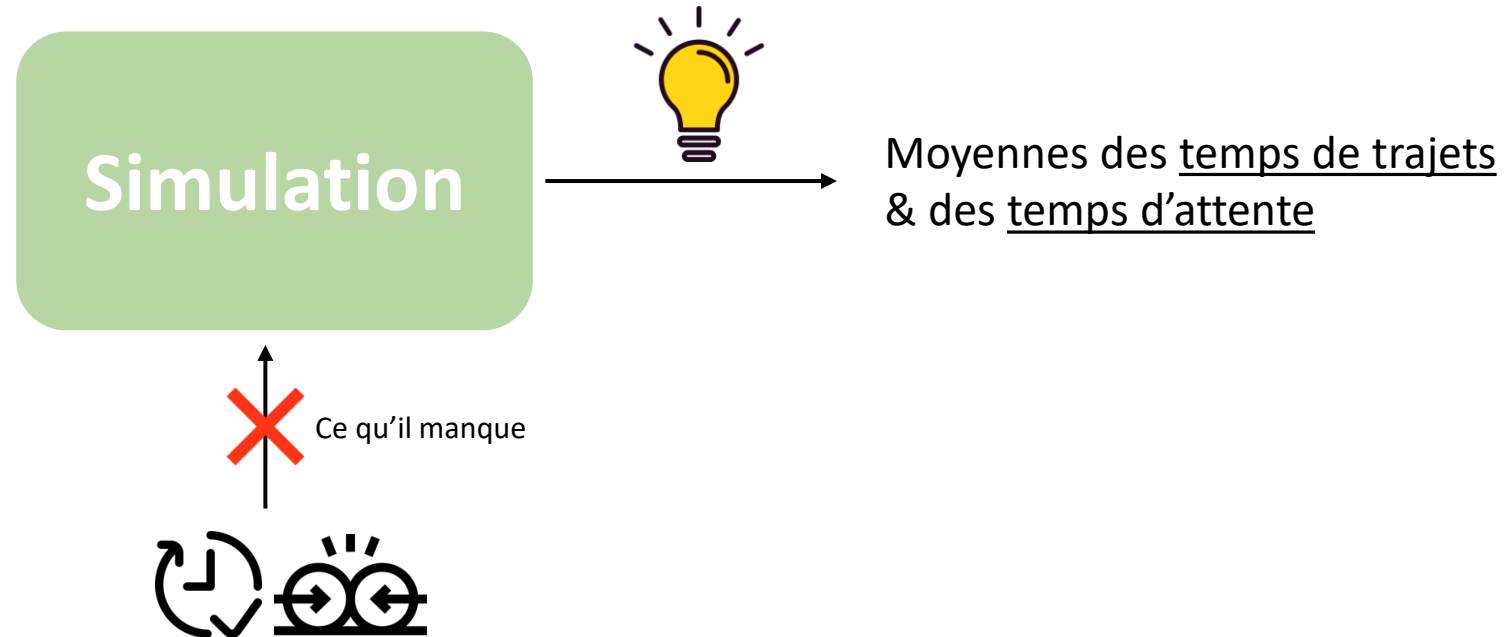 Simulation
Moyennes des temps de trajets
& des temps d’attente
Ce qu’il manque